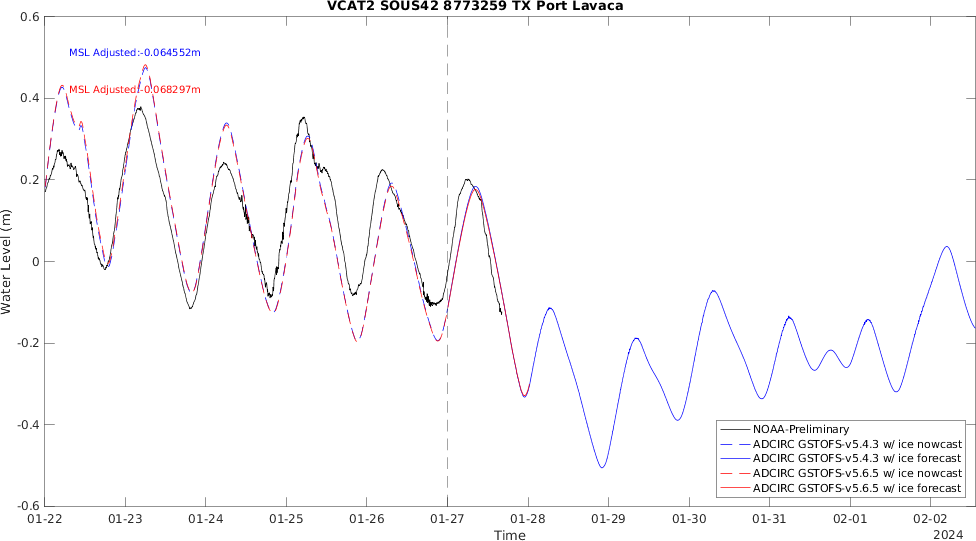 VCAT2 SOUS42 8773259 TX Port Lavaca
MSL Adjusted:-0.064552m
MSL Adjusted:-0.068297m
0.6
0.4
0.2
0
-0.2
-0.4
-0.6
Water Level (m)
NOAA-Preliminary
ADCIRC GSTOFS-v5.4.3 w/ ice nowcast
ADCIRC GSTOFS-v5.4.3 w/ ice forecast
ADCIRC GSTOFS-v5.6.5 w/ ice nowcast
ADCIRC GSTOFS-v5.6.5 w/ ice forecast
01-22 01-23 01-24 01-25 01-26 01-27 01-28 01-29 01-30 01-31 02-01 02-02
Time
2024